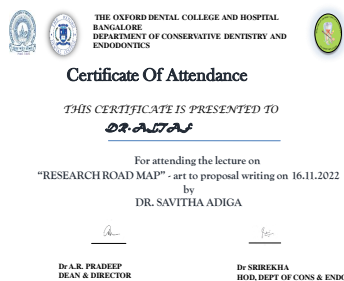 THE OXFORD DENTAL COLLEGE AND HOSPITAL
BANGALORE
DEPARTMENT OF CONSERVATIVE DENTISTRY AND
ENDODONTICS
Certificate Of Attendance
THIS CERTIFICATE IS PRESENTED TO
DR. ALTAF
For attending the lecture on
“RESEARCH ROAD MAP” - art to proposal writing on 16.11.2022
by
DR. SAVITHA ADIGA
Dr A.R. PRADEEP
DEAN & DIRECTOR
Dr SRIREKHA
HOD, DEPT OF CONS & ENDO